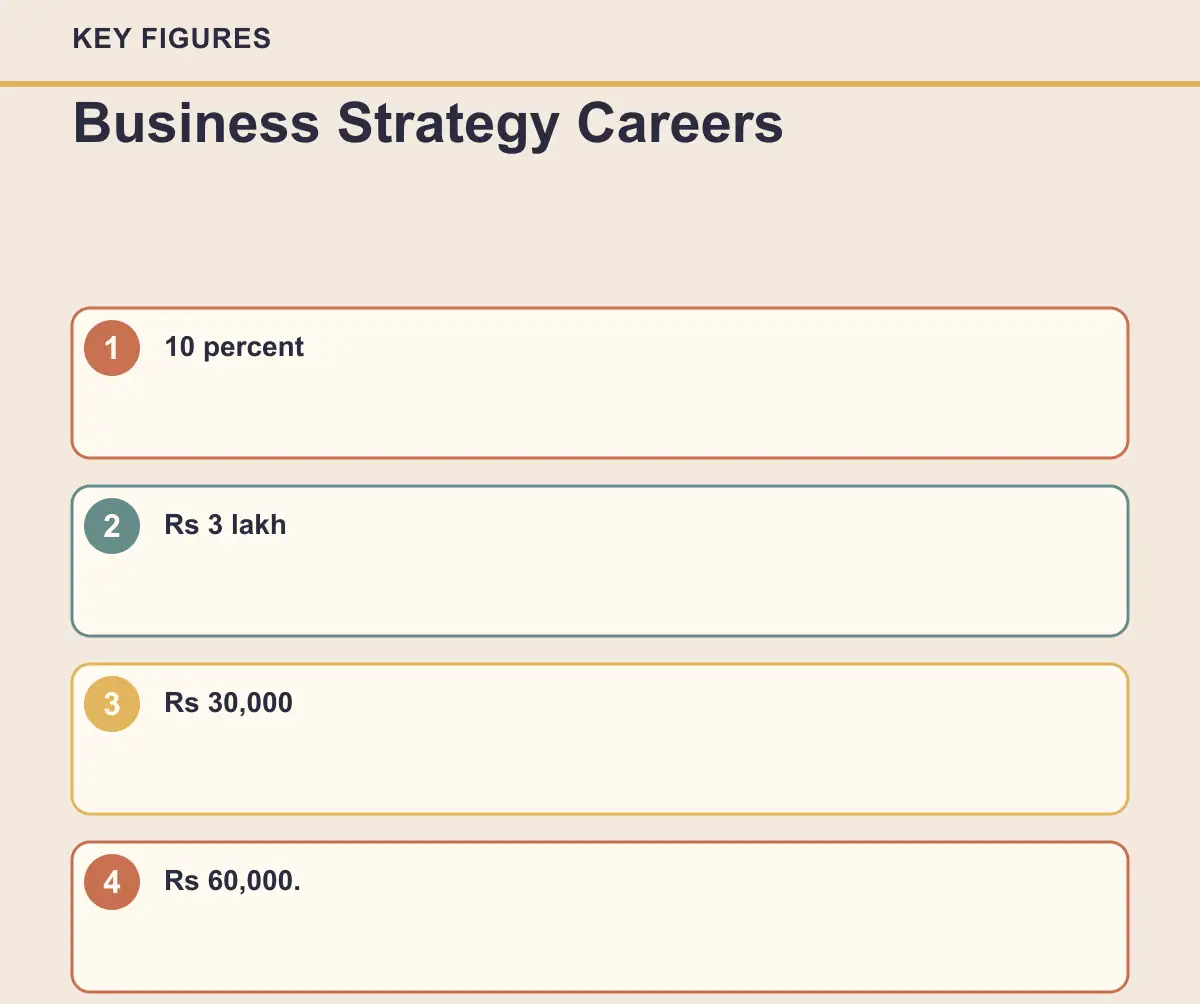 KEY FIGURES
Business Strategy Careers
1 10 percent
2 Rs 3 lakh
3 Rs 30,000
4 Rs 60,000.